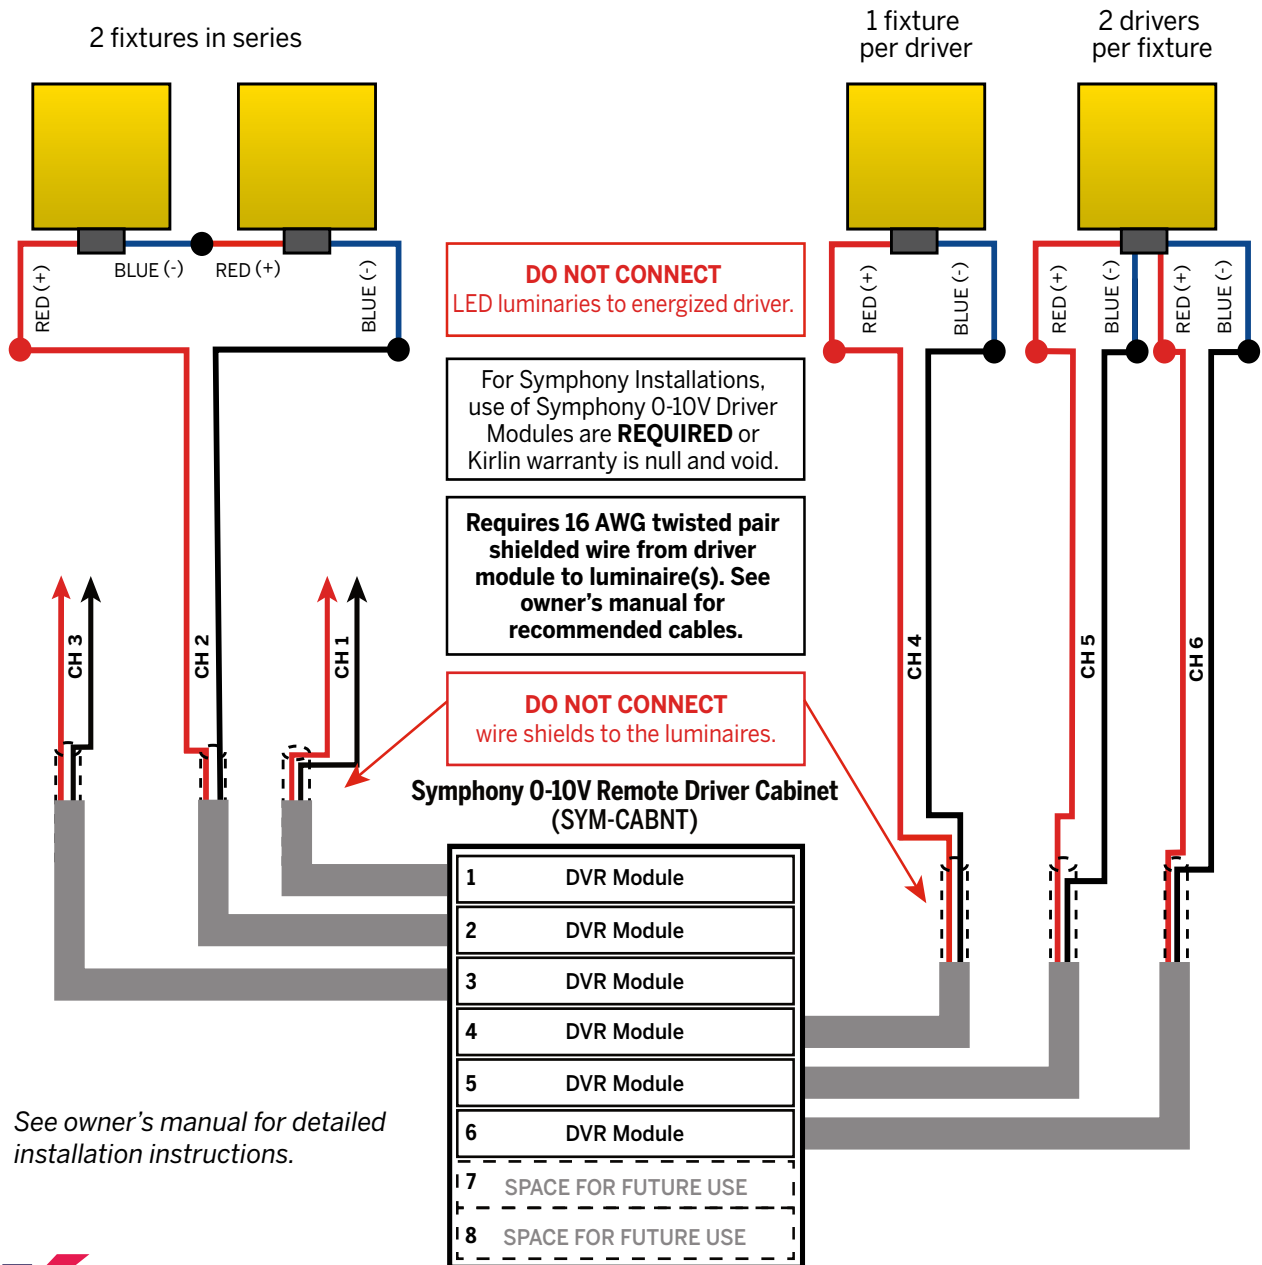 2 fixtures in series
1 fixture
per driver
2 drivers
per fixture
BLUE (-)
RED (+)
RED (+)
BLUE (-)
RED (+)
BLUE (-)
RED (+)
BLUE (-)
RED (+)
BLUE (-)
DO NOT CONNECT
LED luminaries to energized driver.
For Symphony Installations,
use of Symphony 0-10V Driver
Modules are REQUIRED or
Kirlin warranty is null and void.
Requires 16 AWG twisted pair
shielded wire from driver
module to luminaire(s). See
owner's manual for
recommended cables.
CH 3
CH 2
CH 1
CH 4
CH 5
CH 6
DO NOT CONNECT
wire shields to the luminaires.
Symphony 0-10V Remote Driver Cabinet
(SYM-CABNT)
1 DVR Module
2 DVR Module
3 DVR Module
4 DVR Module
5 DVR Module
6 DVR Module
7 SPACE FOR FUTURE USE
8 SPACE FOR FUTURE USE
See owner's manual for detailed
installation instructions.